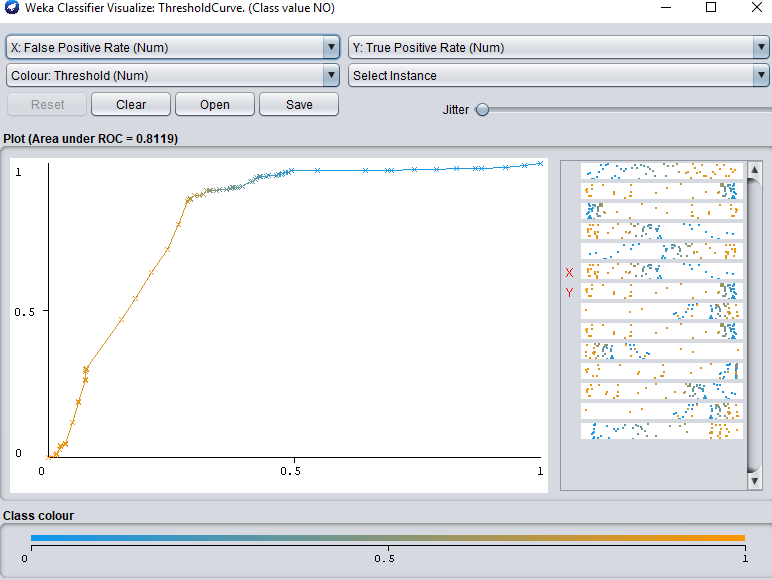 Weka Classifier Visualize: ThresholdCurve. (Class value NO)
X: False Positive Rate (Num)
Y: True Positive Rate (Num)
Colour: Threshold (Num)
Select Instance
Reset
Clear
Open
Save
Jitter
Plot (Area under ROC = 0.8119)
1
0.5
0
0
0.5
1
X
Y
Class colour
0
0.5
1